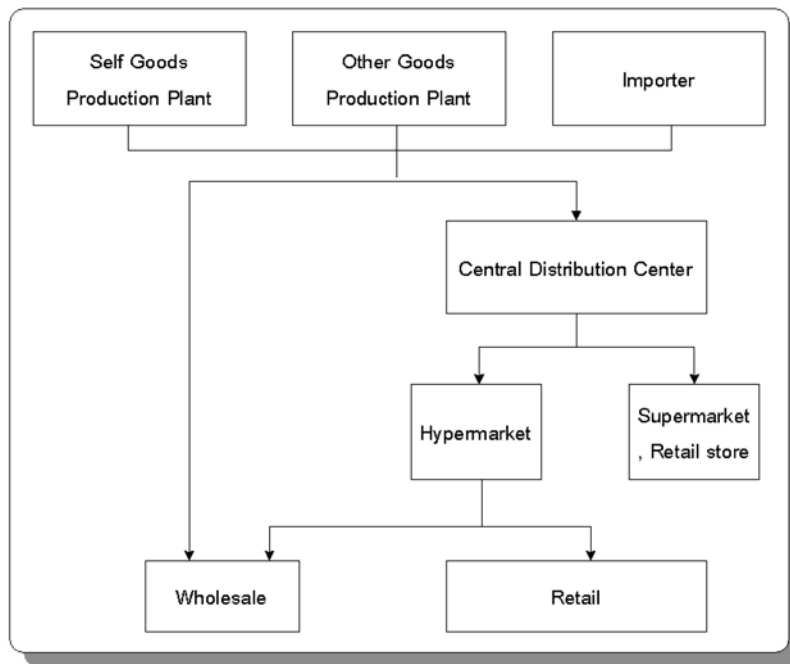 Self Goods
Production Plant
Other Goods
Production Plant
Importer
Central Distribution Center
Hypermarket
Supermarket
, Retail store
Wholesale
Retail